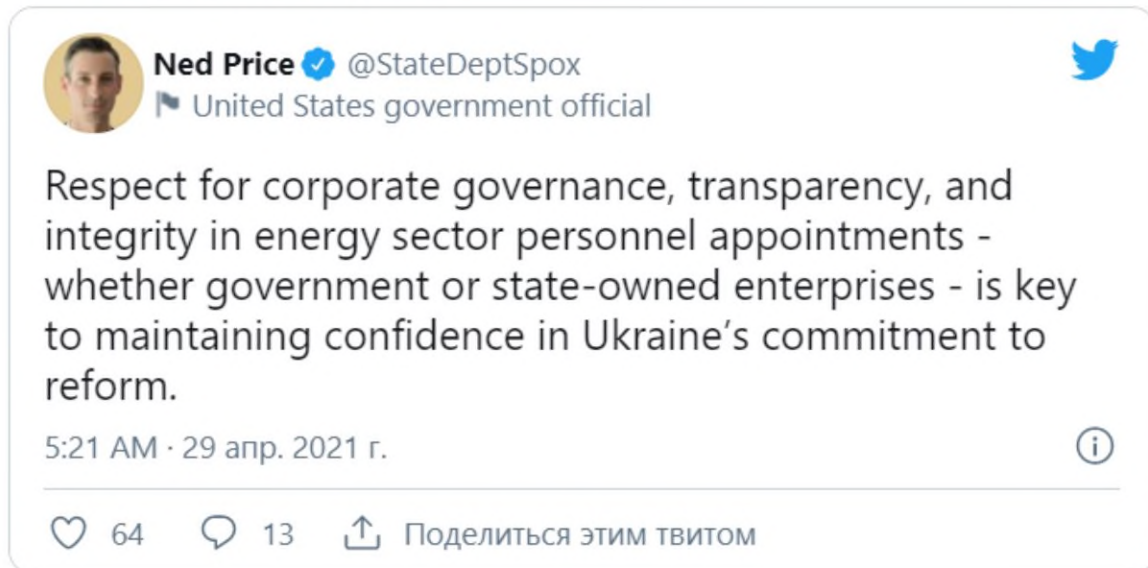 Ned Price @StateDeptSpox
United States government official
Respect for corporate governance, transparency, and
integrity in energy sector personnel appointments -
whether government or state-owned enterprises - is key
to maintaining confidence in Ukraine’s commitment to
reform.
5:21 AM · 29 апр. 2021 г.
64 13 Поделиться этим твитом